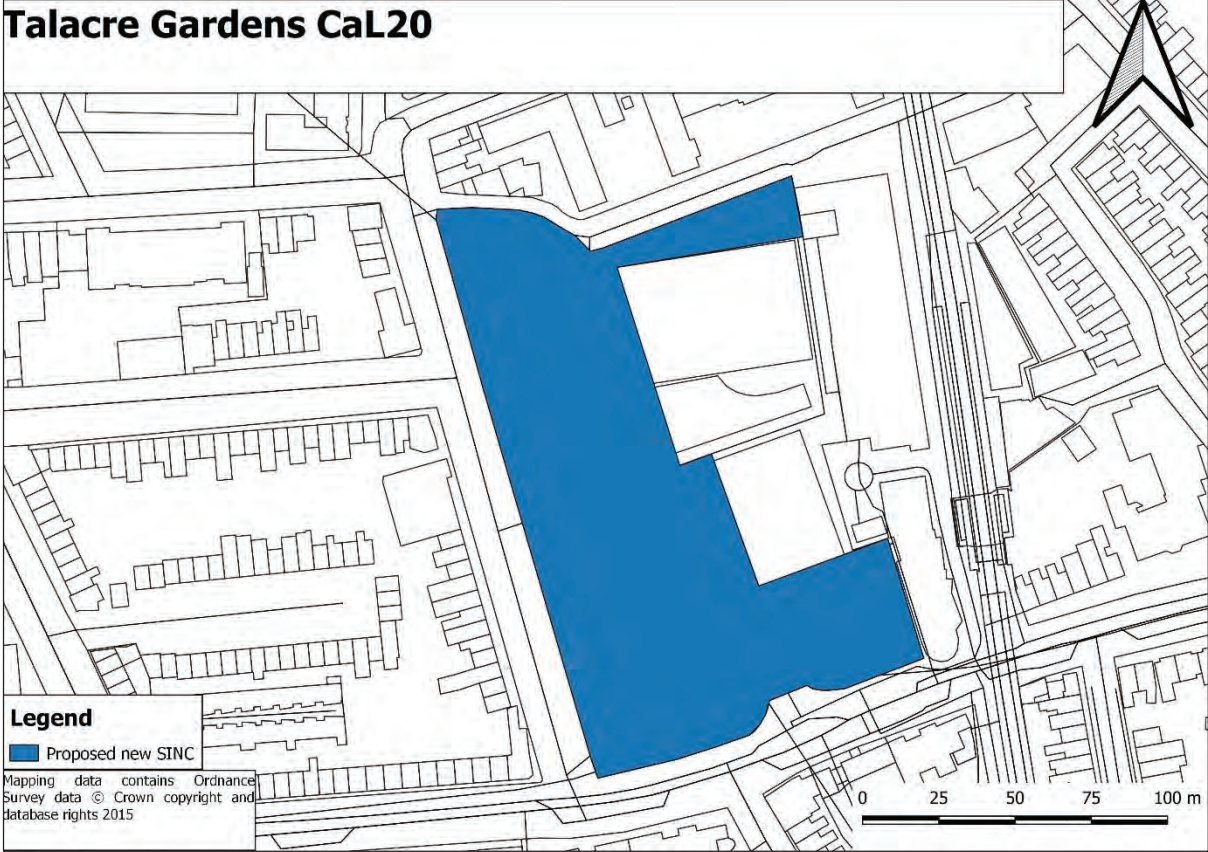 Talacre Gardens CaL20
Legend
Proposed new SINC
Mapping data contains Ordnance
Survey data © Crown copyright and
database rights 2015
0 25 50 75 100 m